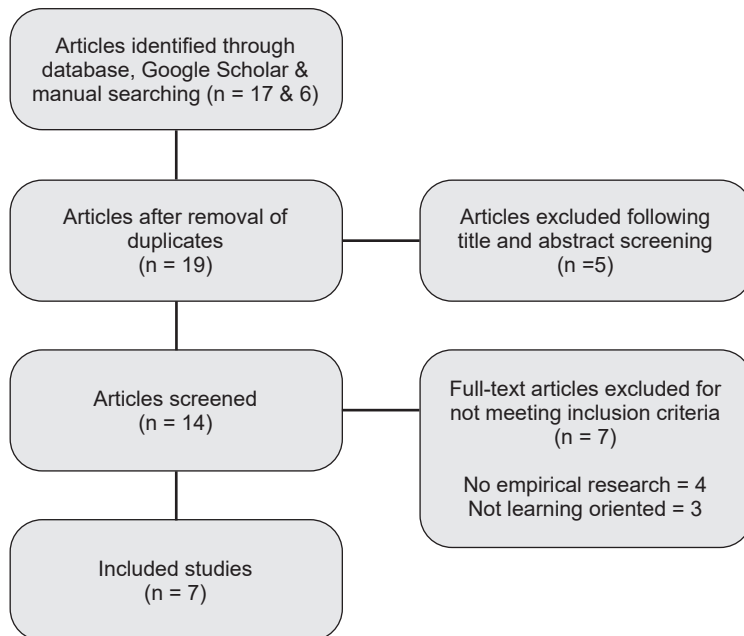 Articles identified through
database, Google Scholar &
manual searching (n = 17 & 6)
Articles after removal of
duplicates
(n = 19)
Articles excluded following
title and abstract screening
(n =5)
Articles screened
(n = 14)
Full-text articles excluded for
not meeting inclusion criteria
(n = 7)
No empirical research = 4
Not learning oriented = 3
Included studies
(n = 7)